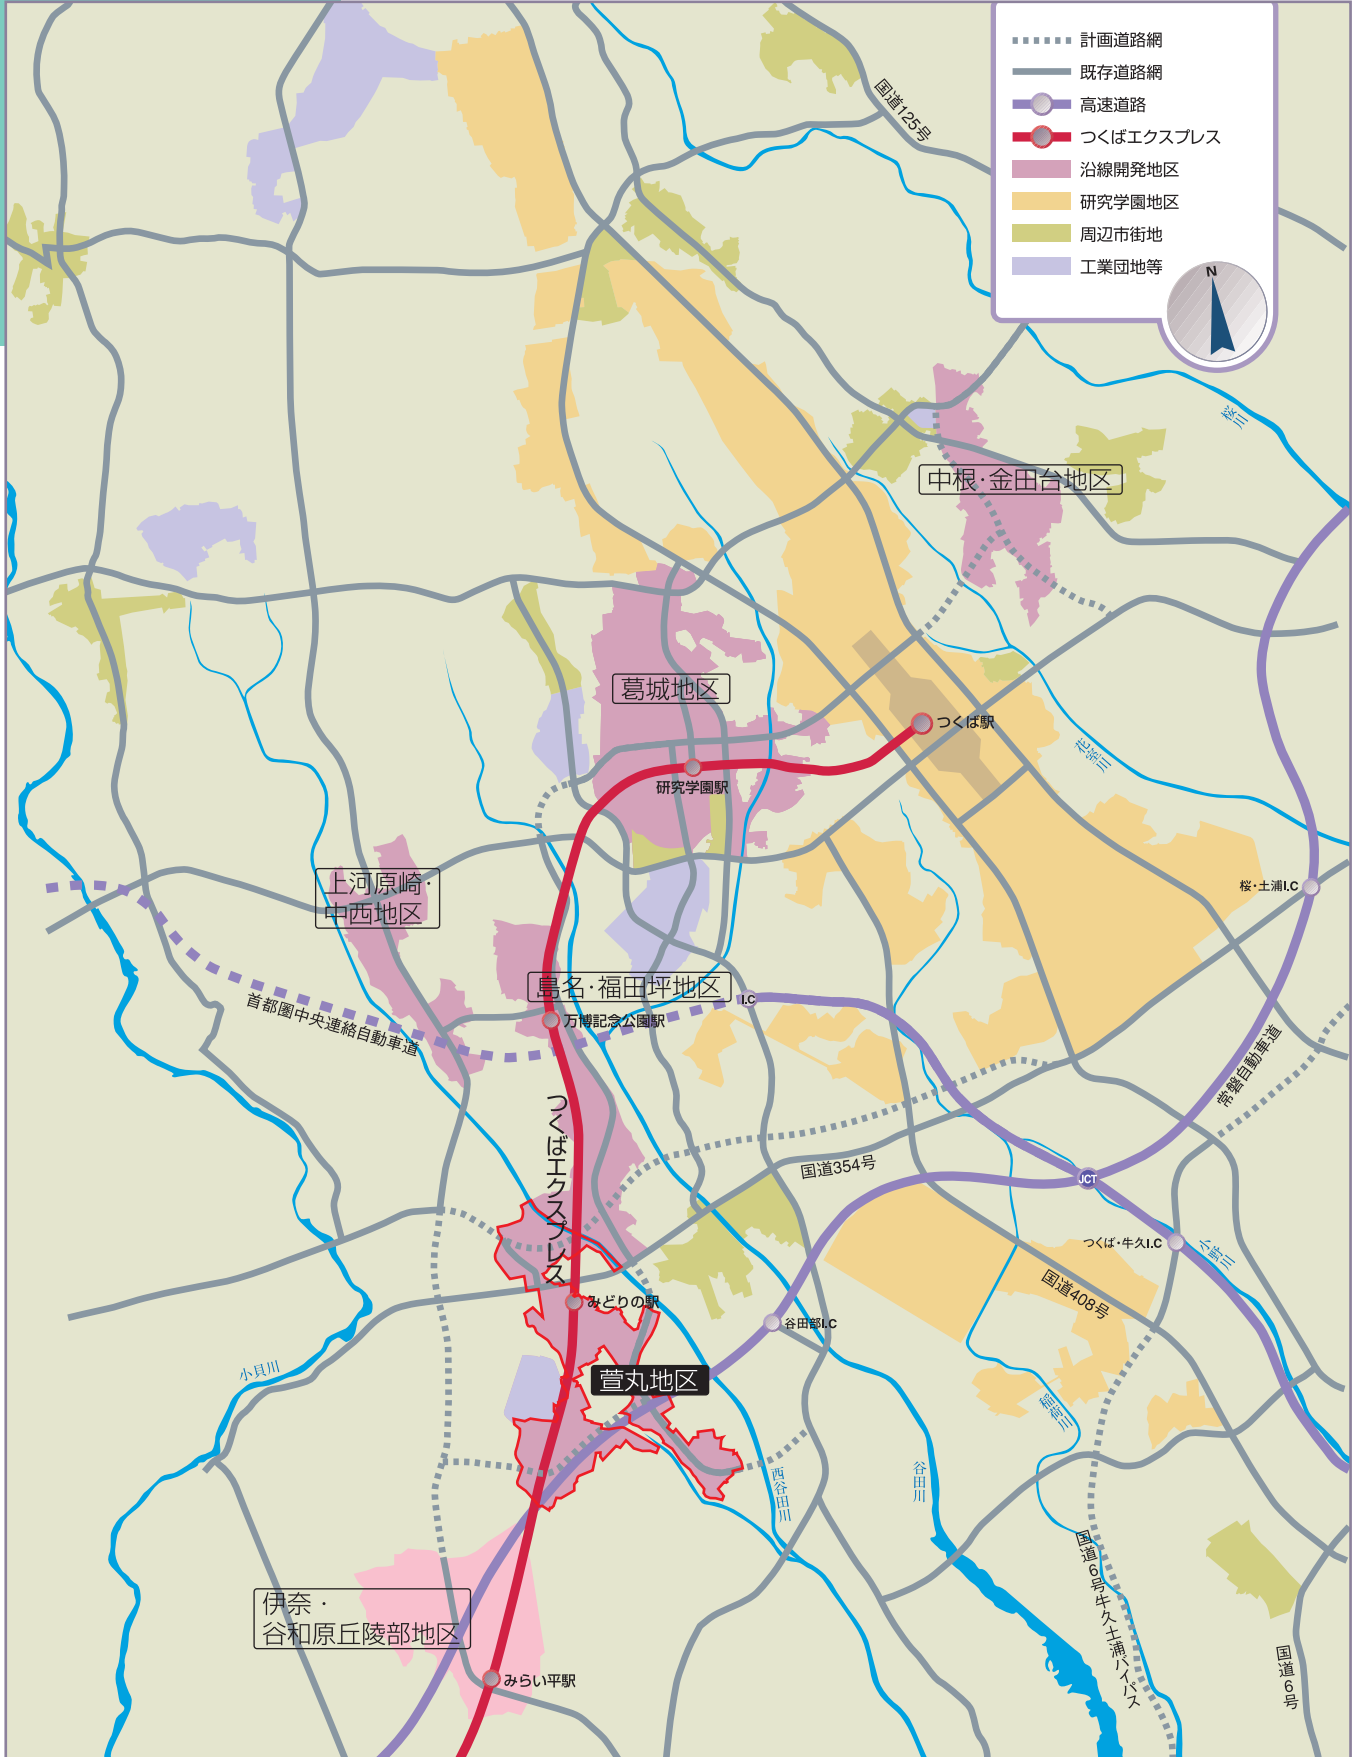 計画道路網
既存道路網
高速道路
つくばエクスプレス
沿線開発地区
研究学園地区
周辺市街地
工業団地等
N
国道125号
桜川
中根・金田台地区
葛城地区
つくば駅
研究学園駅
花室川
上河原崎・
中西地区
桜・土浦I.C
島名・福田坪地区
I.C
万博記念公園駅
首都圏中央連絡自動車道
常磐自動車道
つくばエクスプレス
国道354号
JCT
つくば・牛久I.C
小野川
国道408号
みどりの駅
谷田部I.C
小貝川
萱丸地区
稲荷川
西谷田川
谷田川
国道6号牛久土浦バイパス
伊奈・
谷和原丘陵部地区
みらい平駅
国道6号